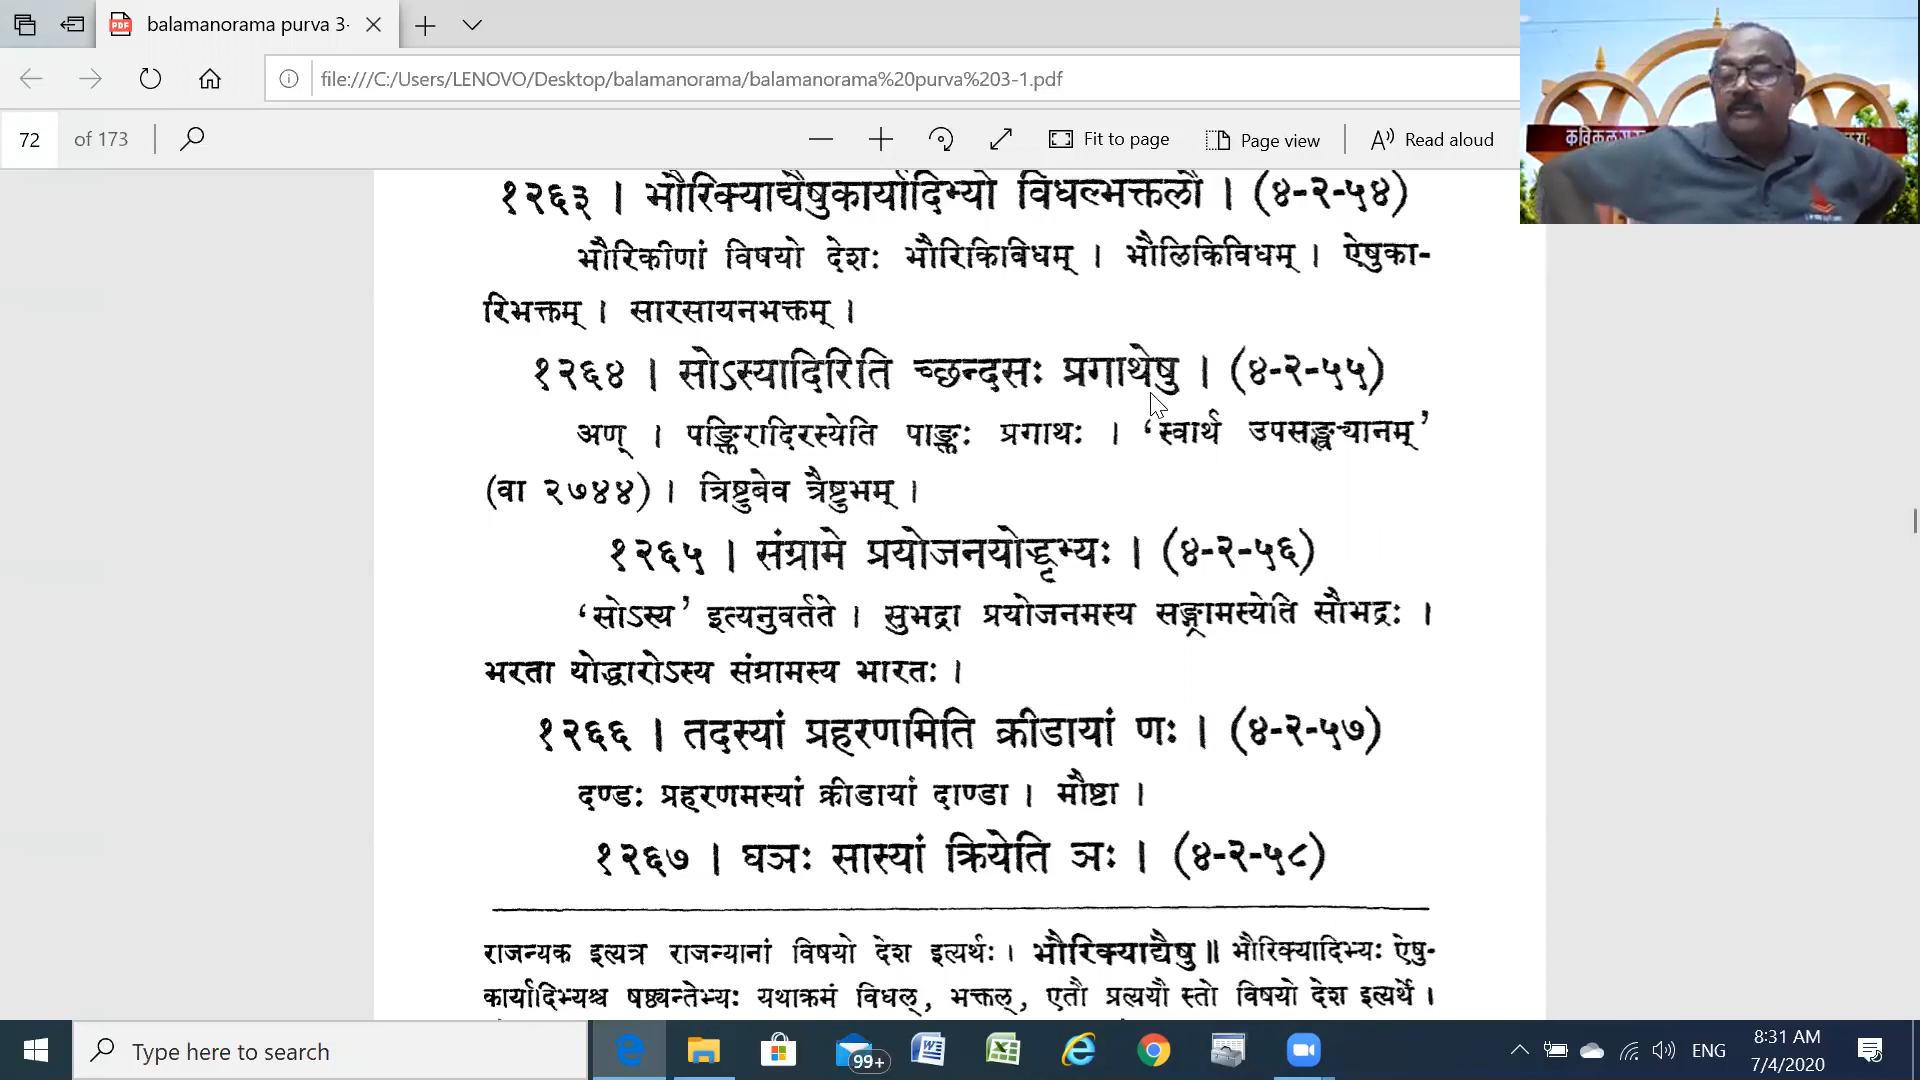 balamanorama purva 3-
file:///C:/Users/LENOVO/Desktop/balamanorama/balamanorama%20purva%203-1.pdf
72 of 173 Fit to page Page view Read aloud
१२६३ । भौरिक्याद्यैषुकार्यादिभ्यो विधल्भक्तलौ । (४-२-५४)
भौरिकीणां विषयो देशः भौरिकिविधम् । भौलिकिविधम् । ऐषुका-
रिभक्तम् । सारसायनभक्तम् ।
१२६४ । सोऽस्यादिरिति च्छन्दसः प्रगाथेषु । (४-२-५५)
अण् । पङ्क्तिरादिरस्येति पाङ्क्तः प्रगाथः । ‘स्वार्थ उपसङ्ख्यानम्’
(वा २७४४) । त्रिष्टुबेव त्रैष्टुभम् ।
१२६५ । संग्रामे प्रयोजनयोद्धृभ्यः । (४-२-५६)
‘सोऽस्य’ इत्यनुवर्तते । सुभद्रा प्रयोजनमस्य सङ्ग्रामस्येति सौभद्रः ।
भरता योद्धारोऽस्य संग्रामस्य भारतः ।
१२६६ । तदस्यां प्रहरणमिति क्रीडायां णः । (४-२-५७)
दण्डः प्रहरणमस्यां क्रीडायां दाण्डा । मौष्टा ।
१२६७ । घञः सास्यां क्रियेति ञः । (४-२-५८)
राजन्यक इत्यत्र राजन्यानां विषयो देश इत्यर्थः । भौरिक्याद्यैषु ॥ भौरिक्यादिभ्यः ऐषु-
कार्यादिभ्यश्च षष्ठ्यन्तेभ्यः यथाक्रमं विधल्, भक्तल्, एतौ प्रत्ययौ स्तो विषयो देश इत्यर्थे ।
Type here to search
99+
ENG
8:31 AM
7/4/2020